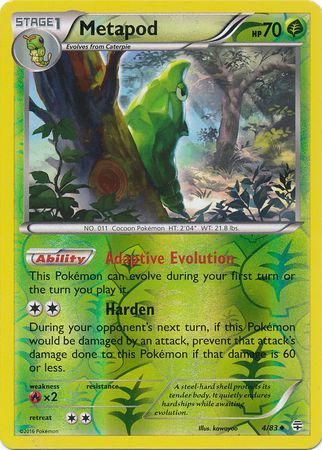 STAGE1
Metapod
HP70
Evolves from Caterpie
NO. 011 Cocoon Pokémon HT: 2'04" WT: 21.8 lbs.
Ability Adaptive Evolution
This Pokémon can evolve during your first turn or
the turn you play it.
Harden
During your opponent's next turn, if this Pokémon
would be damaged by an attack, prevent that attack's
damage done to this Pokémon if that damage is 60
or less.
weakness
resistance
×2
retreat
A steel-hard shell protects its
tender body. It quietly endures
hardships while awaiting
evolution.
©2016 Pokémon
Illus. kawayoo
4/83